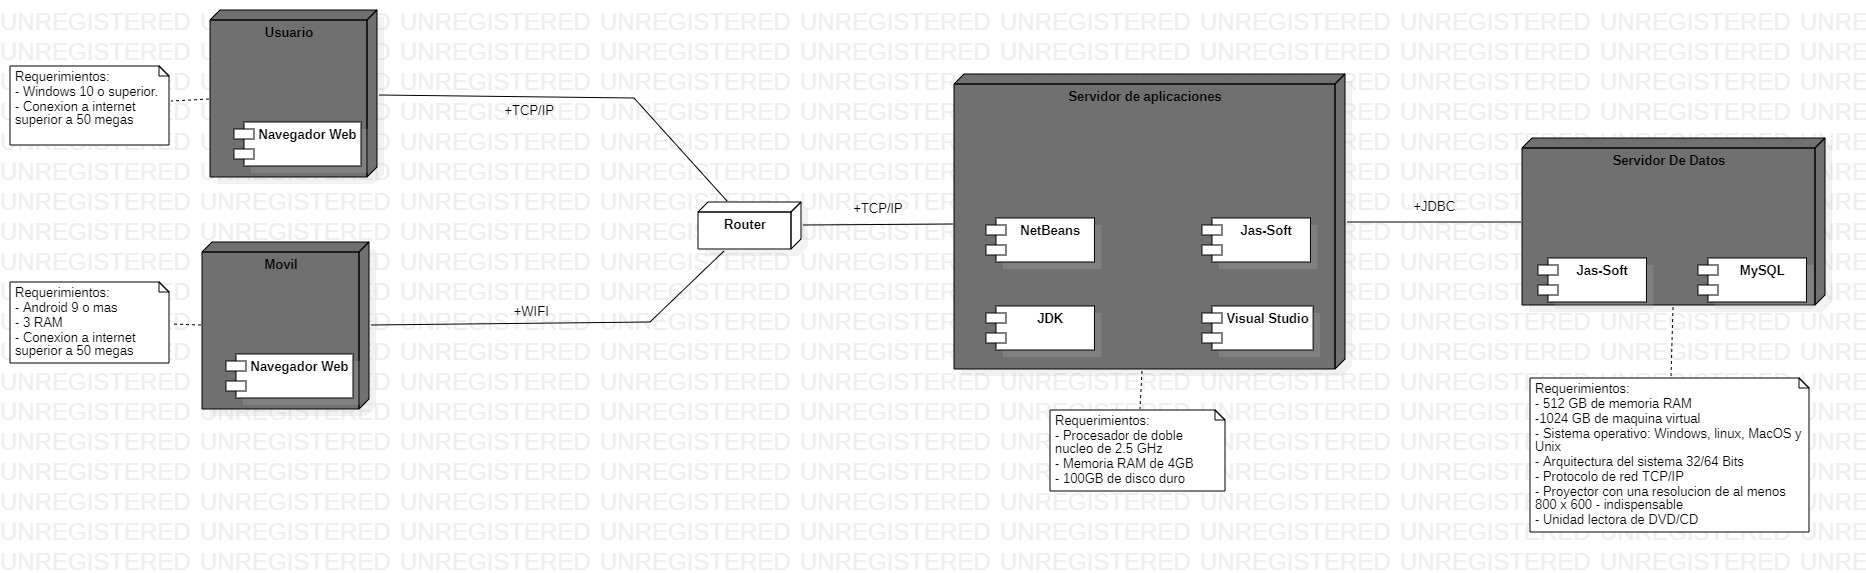 Usuario
Requerimientos:
- Windows 10 o superior.
- Conexion a internet
superior a 50 megas
Navegador Web
+TCP/IP
Movil
Requerimientos:
- Android 9 o mas
- 3 RAM
- Conexion a internet
superior a 50 megas
Navegador Web
+WIFI
Router
+TCP/IP
Servidor de aplicaciones
NetBeans
Jas-Soft
JDK
Visual Studio
Requerimientos:
- Procesador de doble
nucleo de 2.5 GHz
- Memoria RAM de 4GB
- 100GB de disco duro
+JDBC
Servidor De Datos
Jas-Soft
MySQL
Requerimientos:
- 512 GB de memoria RAM
-1024 GB de maquina virtual
- Sistema operativo: Windows, linux, MacOS y
Unix
- Arquitectura del sistema 32/64 Bits
- Protocolo de red TCP/IP
- Proyector con una resolucion de al menos
800 x 600 - indispensable
- Unidad lectora de DVD/CD
UNREGISTERED